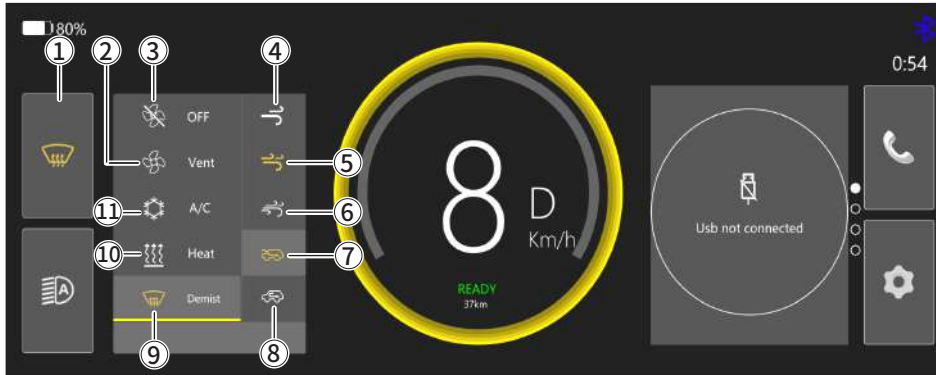 80%
① ② ③ ④
0:54
OFF
Vent
⑤
⑪ A/C
⑥
⑩ Heat
⑦
Demist
⑨ ⑧
8
D
Km/h
READY
37km
Usb not connected
A